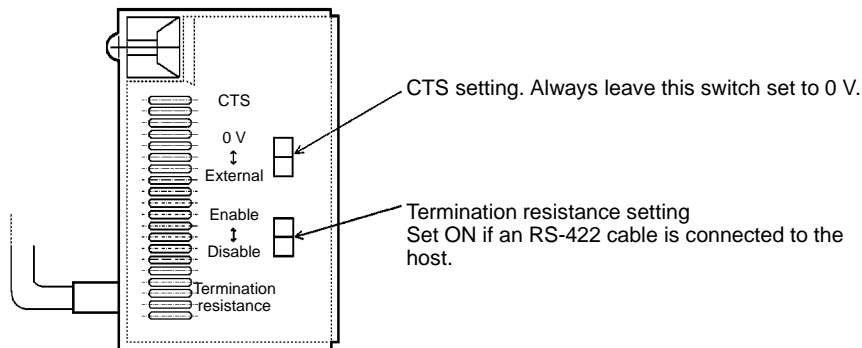 CTS
0 V
↕
External
Enable
↕
Disable
Termination
resistance
CTS setting. Always leave this switch set to 0 V.
Termination resistance setting
Set ON if an RS-422 cable is connected to the
host.